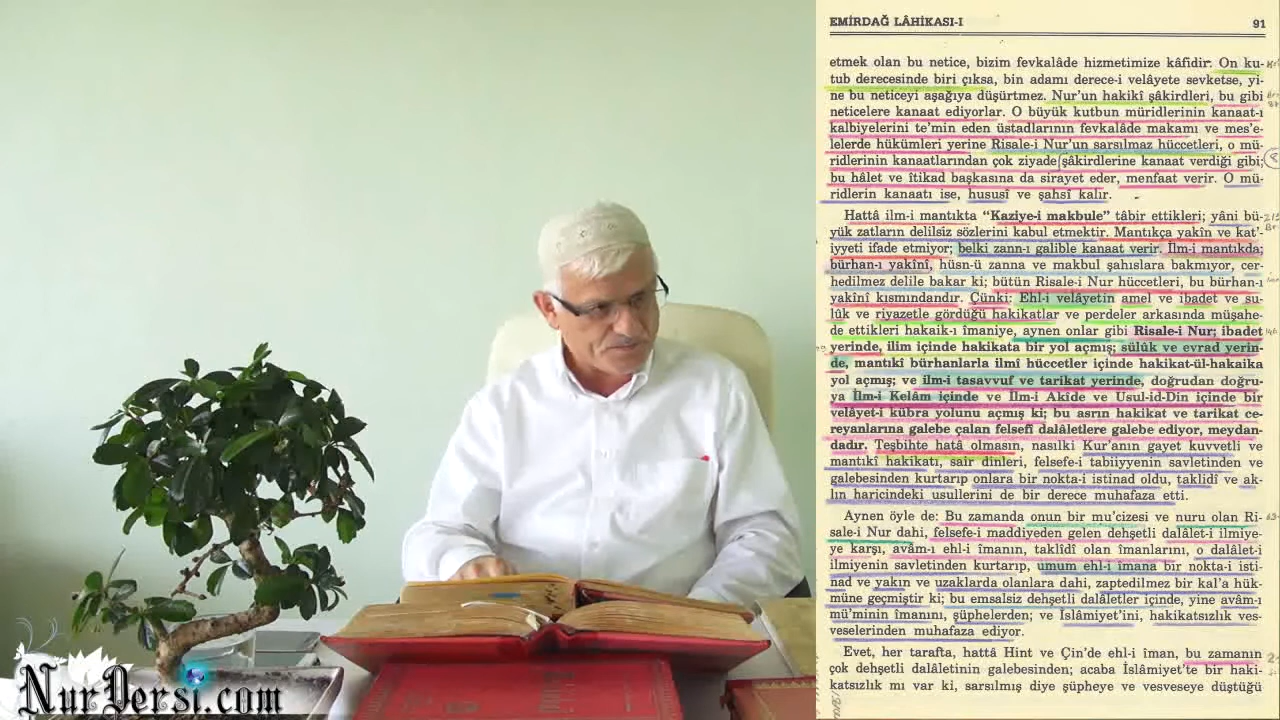 EMİRDAĞ LÂHİKASI-I 91
etmek olan bu netice, bizim fevkalâde hizmetimize kâfidir. On ku-
tub derecesinde biri çıksa, bin adamı derece-i velâyete sevketse, yi-
ne bu neticeyi aşağıya düşürtmez. Nur'un hakikî şâkirdleri, bu gibi
neticelere kanaat ediyorlar. O büyük kutbun müridlerinin kanaat-ı
kalbiyelerini te'min eden üstadlarının fevkalâde makamı ve mes'e-
lelerde hükümleri yerine Risale-i Nur'un sarsılmaz hüccetleri, o mü-
ridlerinin kanaatlarından çok ziyade şâkirdlerine kanaat verdiği gibi;
bu hâlet ve îtikad başkasına da sirayet eder, menfaat verir. O mü-
ridlerin kanaatı ise, hususî ve şahsî kalır.
Hattâ ilm-i mantıkta "Kaziye-i makbule" tâbir ettikleri; yâni bü-
yük zatların delilsiz sözlerini kabul etmektir. Mantıkça yakîn ve kat'-
iyyeti ifade etmiyor; belki zann-ı galible kanaat verir. İlm-i mantıkda;
bürhan-ı yakînî, hüsn-ü zanna ve makbul şahıslara bakmıyor, cer-
hedilmez delile bakar ki; bütün Risale-i Nur hüccetleri, bu bürhan-ı
yakînî kısmındandır. Çünki: Ehl-i velâyetin amel ve ibadet ve su-
lûk ve riyazetle gördüğü hakikatlar ve perdeler arkasında müşahe-
de ettikleri hakaik-ı îmaniye, aynen onlar gibi Risale-i Nur; ibadet
yerinde, ilim içinde hakikata bir yol açmış; sülûk ve evrad yerin-
de, mantıkî bürhanlarla ilmî hüccetler içinde hakikat-ül-hakaika
yol açmış; ve ilm-i tasavvuf ve tarikat yerinde, doğrudan doğru-
ya İlm-i Kelâm içinde ve İlm-i Akîde ve Usul-id-Din içinde bir
velâyet-i kübra yolunu açmış ki; bu asrın hakikat ve tarikat ce-
reyanlarına galebe çalan felsefî dalâletlere galebe ediyor, meydan-
dadır. Teşbihte hatâ olmasın, nasılki Kur'anın gayet kuvvetli ve
mantıkî hakikatı, sair dinleri, felsefe-i tabiiyyenin savletinden ve
galebesinden kurtarıp onlara bir nokta-i istinad oldu, taklidî ve ak-
lın haricindeki usullerini de bir derece muhafaza etti.
Aynen öyle de: Bu zamanda onun bir mu'cizesi ve nuru olan Ri-
sale-i Nur dahi, felsefe-i maddiyeden gelen dehşetli dalâlet-i ilmiye-
ye karşı, avâm-ı ehl-i îmanın, taklîdî olan îmanlarını, o dalâlet-i
ilmiyenin savletinden kurtarıp, umum ehl-i îmana bir nokta-i isti-
nad ve yakın ve uzaklarda olanlara dahi, zaptedilmez bir kal'a hük-
müne geçmiştir ki; bu emsalsiz dehşetli dalâletler içinde, yine avâm-ı
mü'minin îmanını, şüphelerden; ve İslâmiyet'ini, hakikatsızlık ves-
veselerinden muhafaza ediyor.
Evet, her tarafta, hattâ Hint ve Çin'de ehl-i îman, bu zamanın
çok dehşetli dalâletinin galebesinden; acaba İslâmiyet'te bir haki-
katsızlık mı var ki, sarsılmış diye şüpheye ve vesveseye düştüğü
NurDersi.com